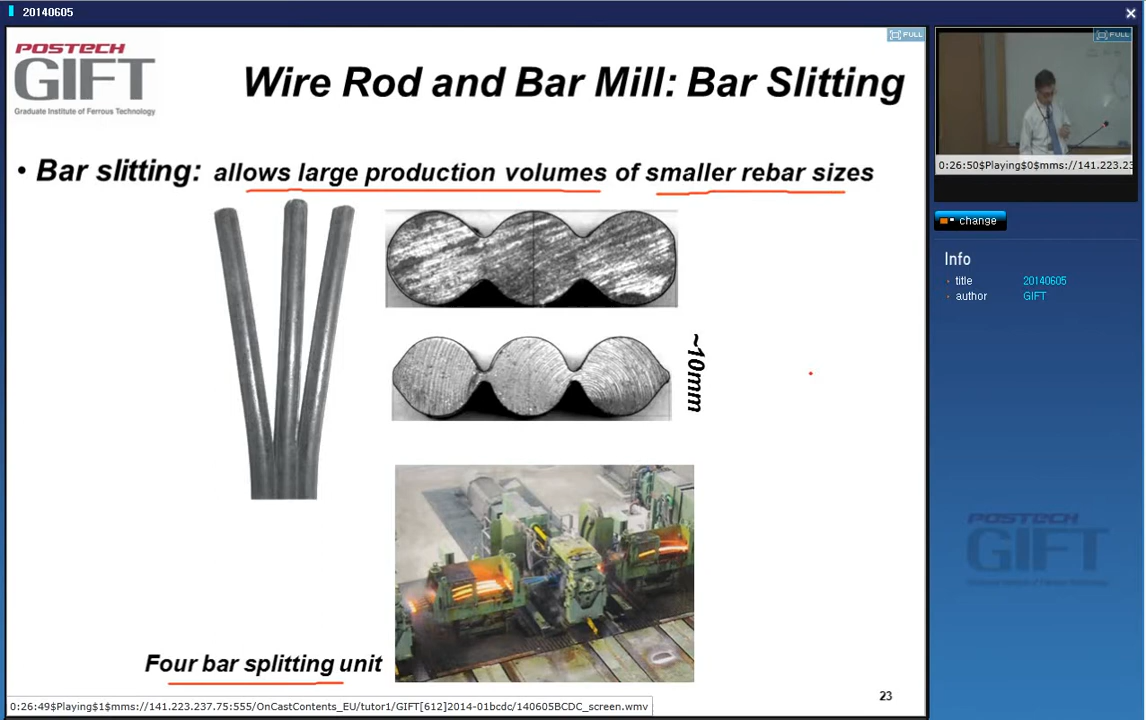 20140605
POSTECH
GIFT
Graduate Institute of Ferrous Technology
FULL
Wire Rod and Bar Mill: Bar Slitting
• Bar slitting: allows large production volumes of smaller rebar sizes
~10mm
Four bar splitting unit
23
0:26:49$Playing$1$mms://141.223.237.75:555/OnCastContents_EU/tutor1/GIFT[612]2014-01bcdc/140605BCDC_screen.wmv
FULL
0:26:50$Playing$0$mms://141.223.23
change
Info
title 20140605
author GIFT
POSTECH
GIFT